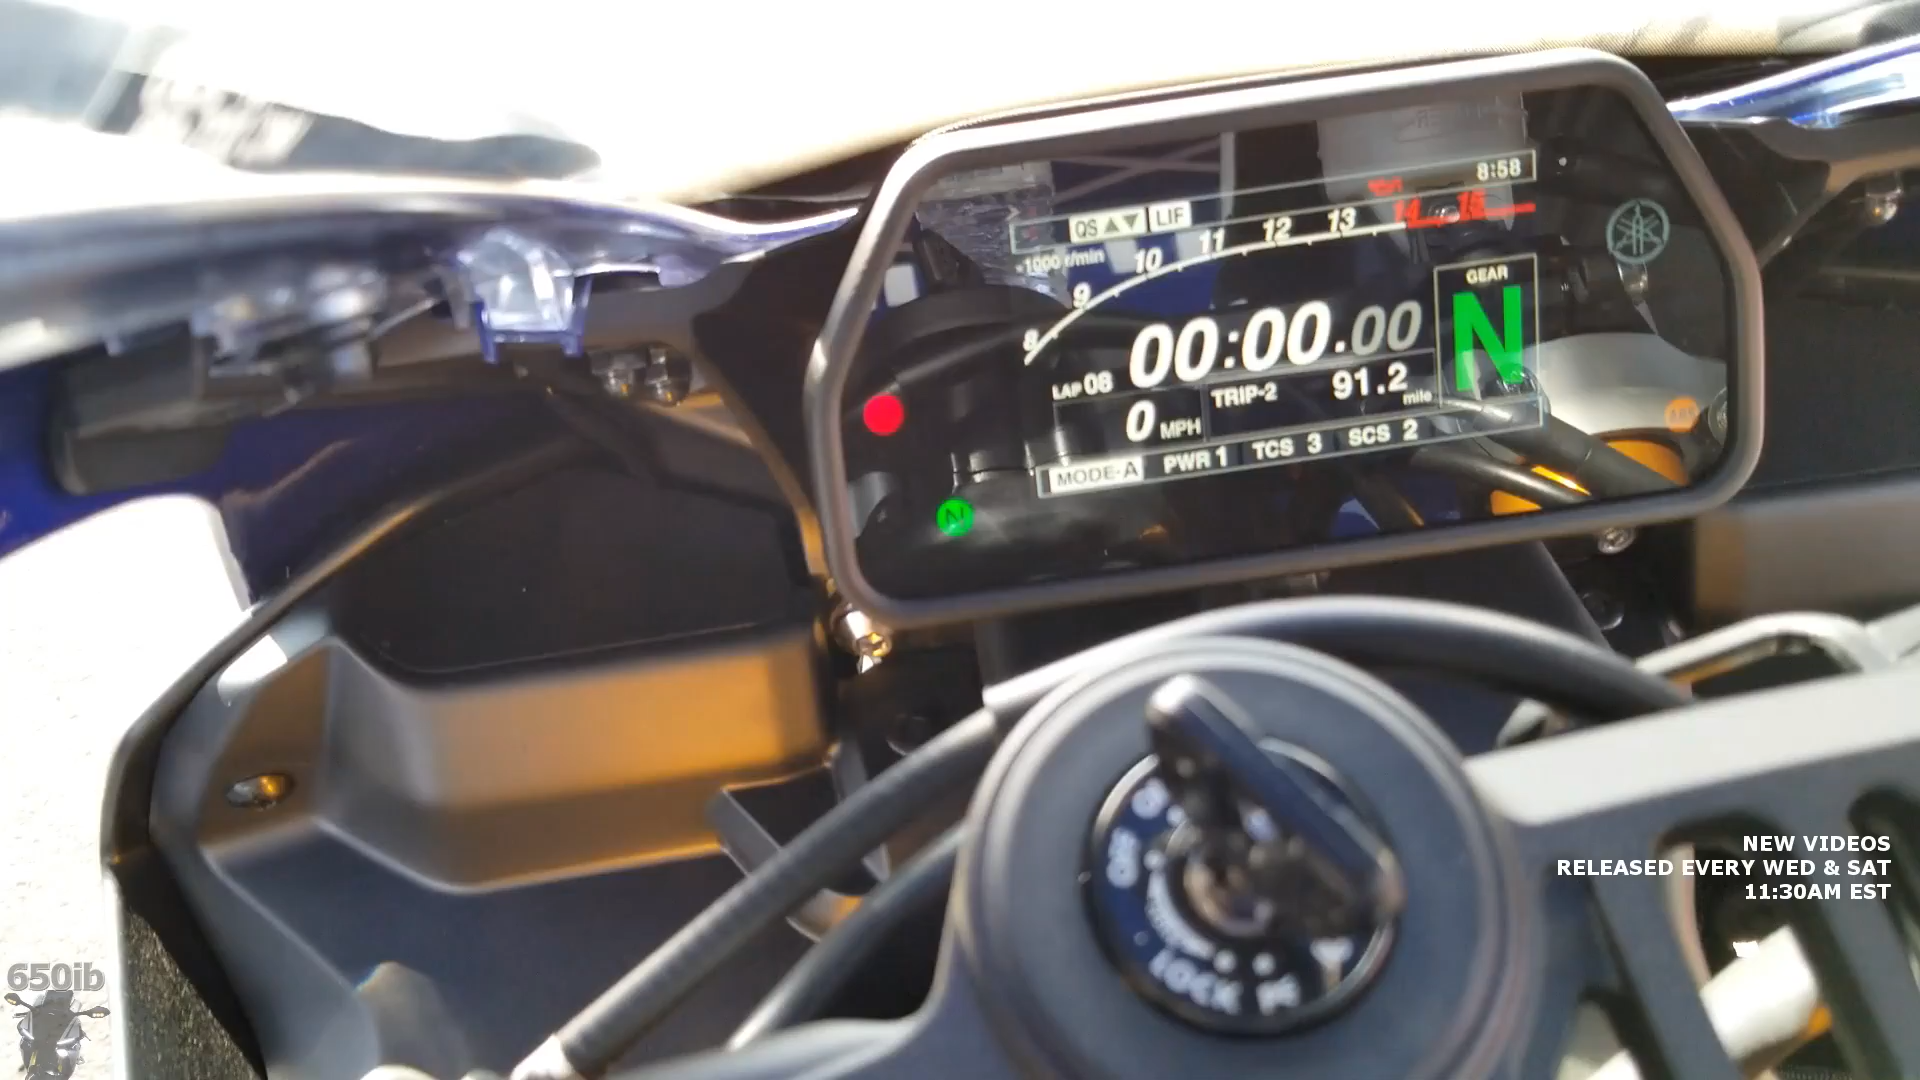 8:58
QS ▲▼ LIF
×1000 r/min
8 9 10 11 12 13 14 15
GEAR
N
00:00.00
LAP 08
0 MPH
TRIP-2 91.2 mile
MODE-A PWR 1 TCS 3 SCS 2
N
ABS
LOCK
NEW VIDEOS
RELEASED EVERY WED & SAT
11:30AM EST
650ib